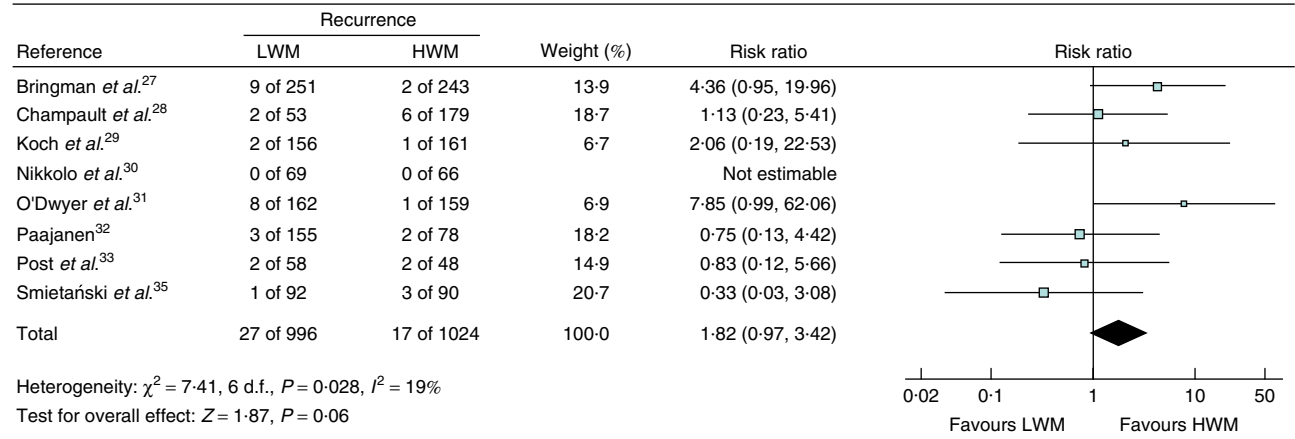 Recurrence
Reference LWM HWM Weight (%) Risk ratio Risk ratio
Bringman et al.27 9 of 251 2 of 243 13·9 4·36 (0·95, 19·96)
Champault et al.28 2 of 53 6 of 179 18·7 1·13 (0·23, 5·41)
Koch et al.29 2 of 156 1 of 161 6·7 2·06 (0·19, 22·53)
Nikkolo et al.30 0 of 69 0 of 66 Not estimable
O'Dwyer et al.31 8 of 162 1 of 159 6·9 7·85 (0·99, 62·06)
Paajanen32 3 of 155 2 of 78 18·2 0·75 (0·13, 4·42)
Post et al.33 2 of 58 2 of 48 14·9 0·83 (0·12, 5·66)
Smietański et al.35 1 of 92 3 of 90 20·7 0·33 (0·03, 3·08)
Total 27 of 996 17 of 1024 100·0 1·82 (0·97, 3·42)
Heterogeneity: χ2 = 7·41, 6 d.f., P = 0·028, I2 = 19%
Test for overall effect: Z = 1·87, P = 0·06
0·02 0·1 1 10 50
Favours LWM Favours HWM